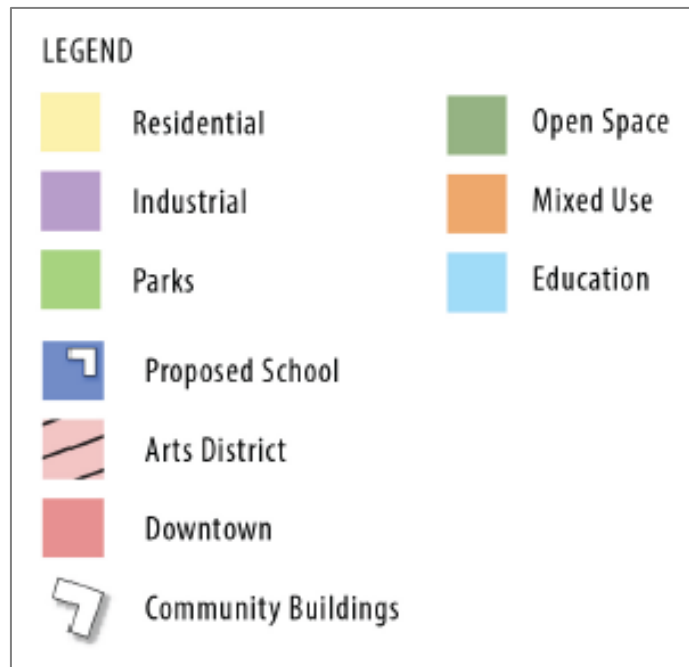 LEGEND
Residential
Industrial
Parks
Proposed School
Arts District
Downtown
Community Buildings
Open Space
Mixed Use
Education